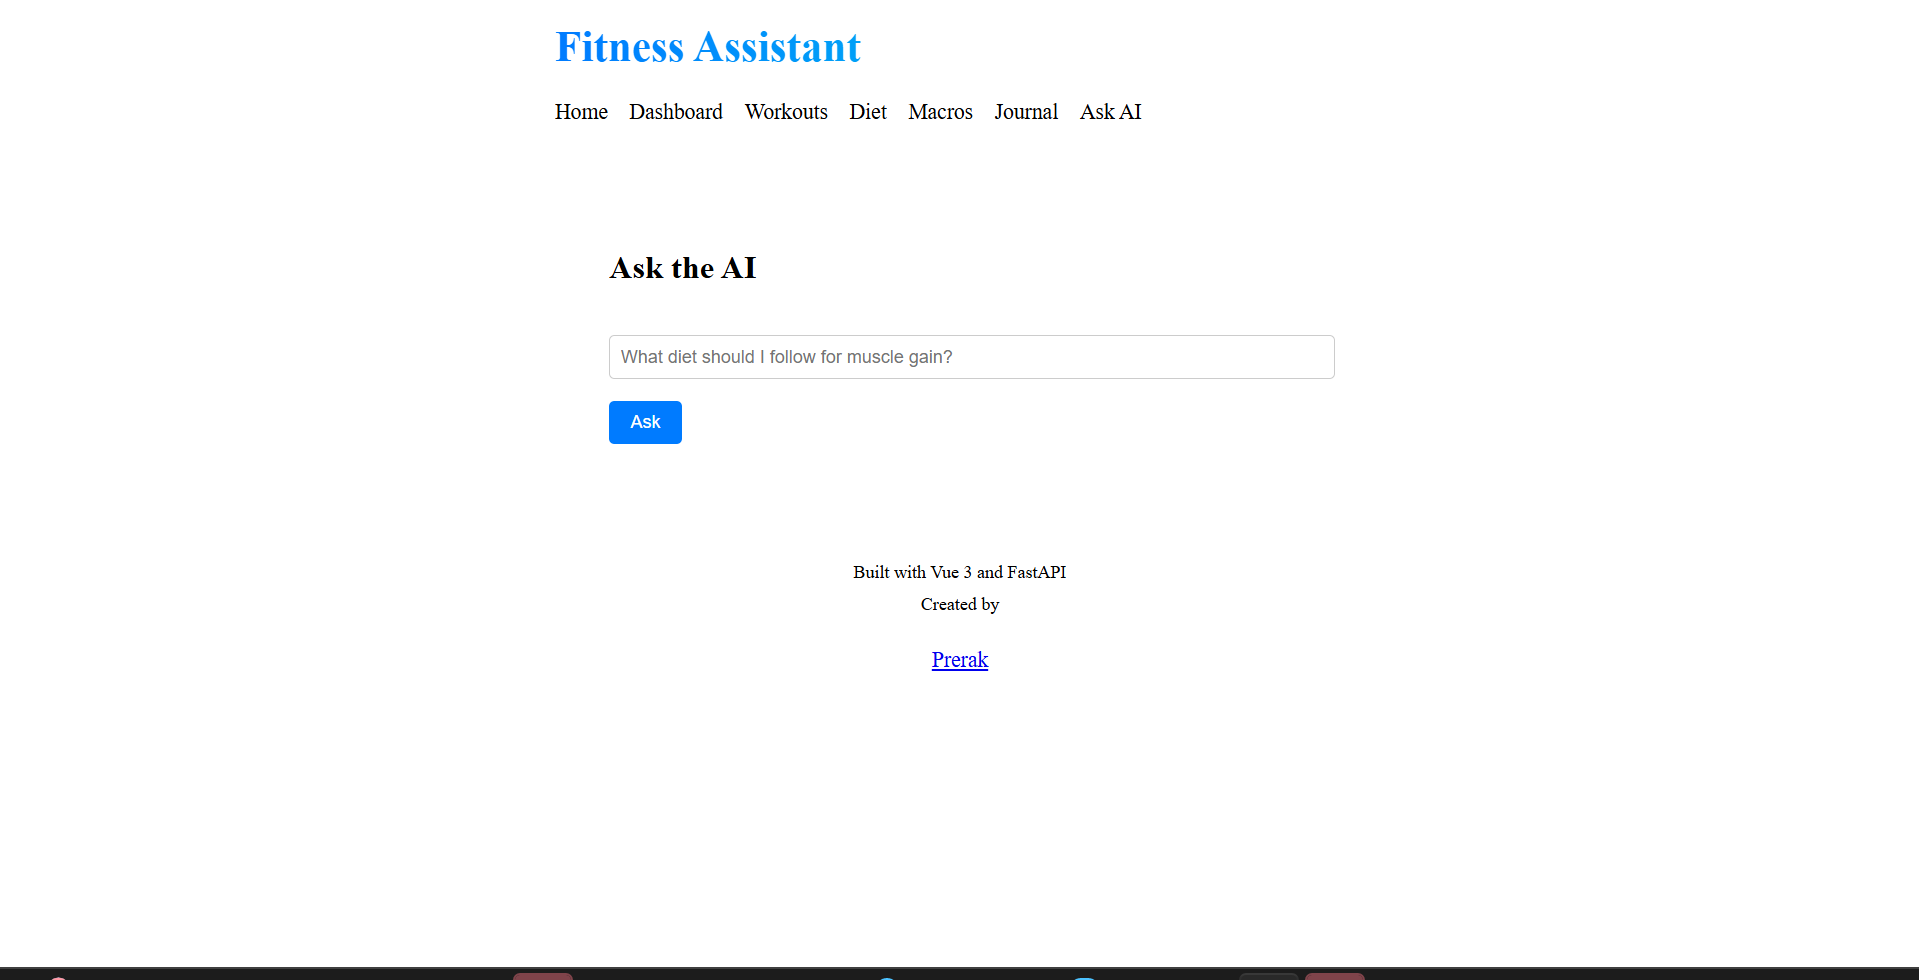 Fitness Assistant
Home Dashboard Workouts Diet Macros Journal Ask AI
Ask the AI
What diet should I follow for muscle gain?
Ask
Built with Vue 3 and FastAPI
Created by
Prerak